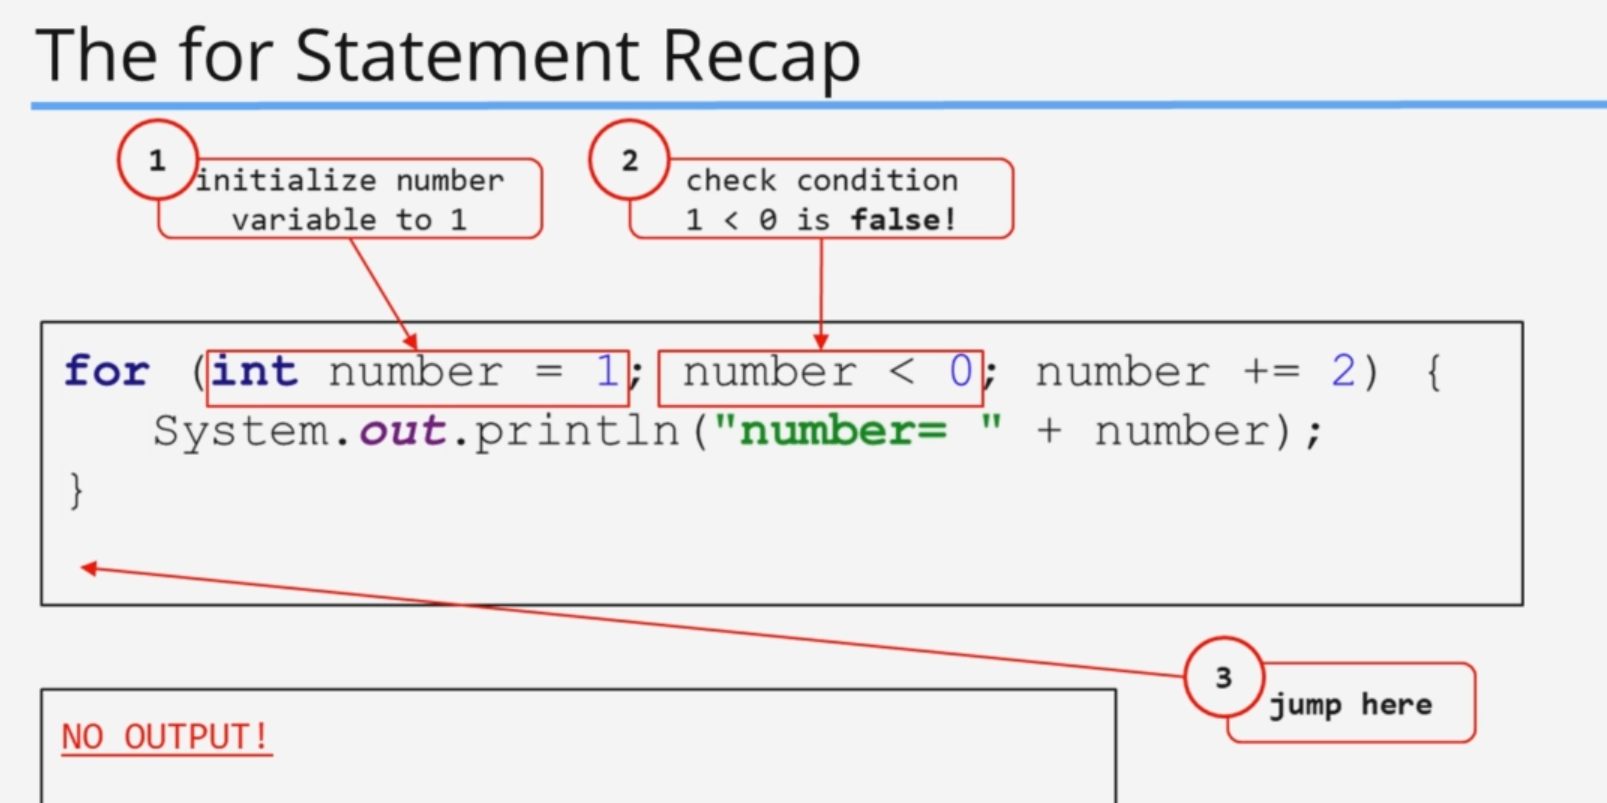 The for Statement Recap
1
initialize number
variable to 1
2
check condition
1 < 0 is false!
for (int number = 1; number < 0; number += 2) {
System.out.println("number= " + number);
}
3
jump here
NO OUTPUT!